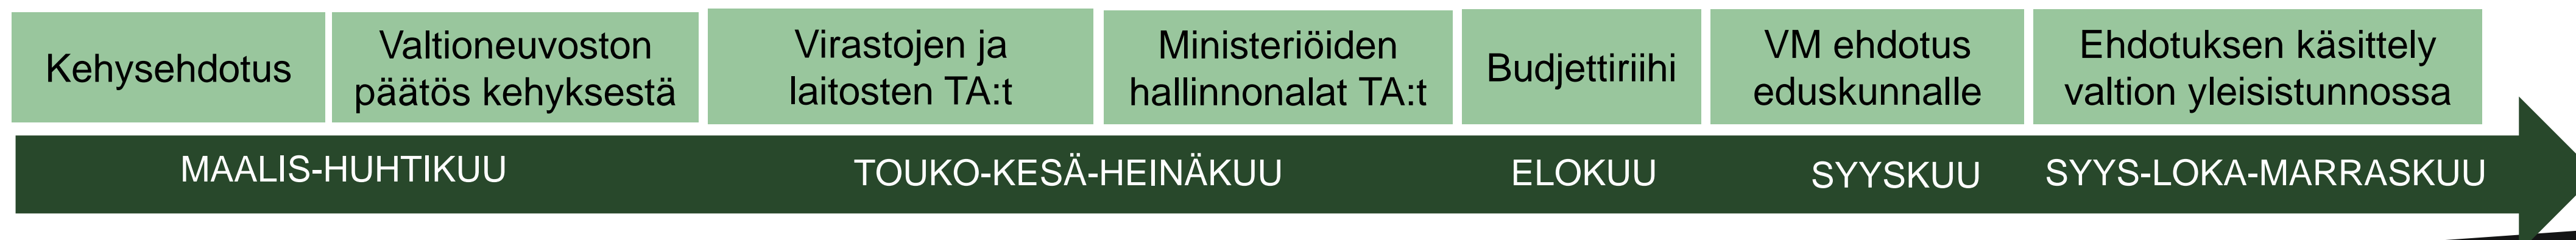 Kehysehdotus
Valtioneuvoston
päätös kehyksestä
Virastojen ja
laitosten TA:t
Ministeriöiden
hallinnonalat TA:t
Budjettiriihi
VM ehdotus
eduskunnalle
Ehdotuksen käsittely
valtion yleisistunnossa
MAALIS-HUHTIKUU
TOUKO-KESÄ-HEINÄKUU
ELOKUU
SYYSKUU
SYYS-LOKA-MARRASKUU